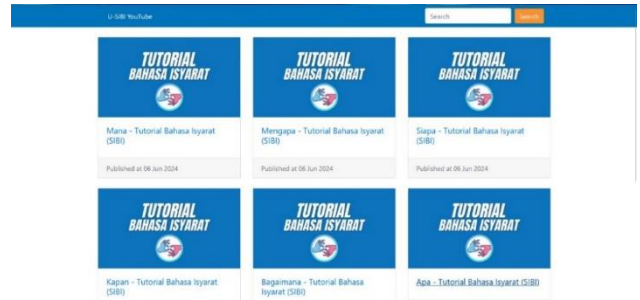 U-SIBI YouTube
Search
Search
TUTORIAL
BAHASA ISYARAT
TUTORIAL
BAHASA ISYARAT
TUTORIAL
BAHASA ISYARAT
Mana - Tutorial Bahasa Isyarat
(SIBI)
Mengapa - Tutorial Bahasa Isyarat
(SIBI)
Siapa - Tutorial Bahasa Isyarat
(SIBI)
Published at 06 Jun 2024
Published at 06 Jun 2024
Published at 06 Jun 2024
TUTORIAL
BAHASA ISYARAT
TUTORIAL
BAHASA ISYARAT
TUTORIAL
BAHASA ISYARAT
Kapan - Tutorial Bahasa Isyarat
(SIBI)
Bagaimana - Tutorial Bahasa
Isyarat (SIBI)
Apa - Tutorial Bahasa Isyarat (SIBI)